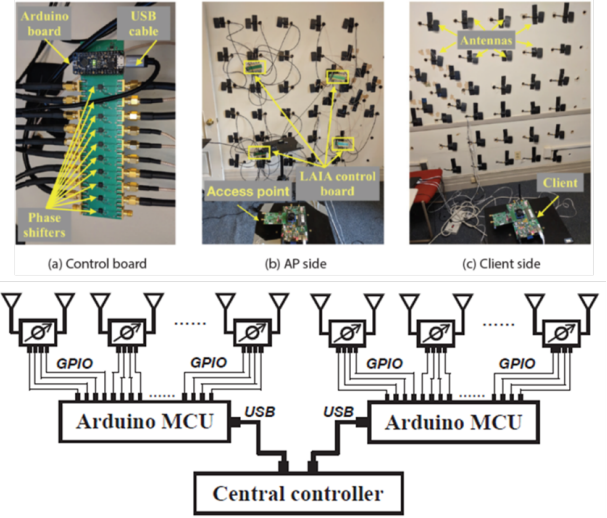 Arduino
board
USB
cable
Phase
shifters
(a) Control board
Access point
LAIA control
board
(b) AP side
Antennas
Client
(c) Client side
GPIO
GPIO
GPIO
GPIO
Arduino MCU
USB
USB
Arduino MCU
Central controller